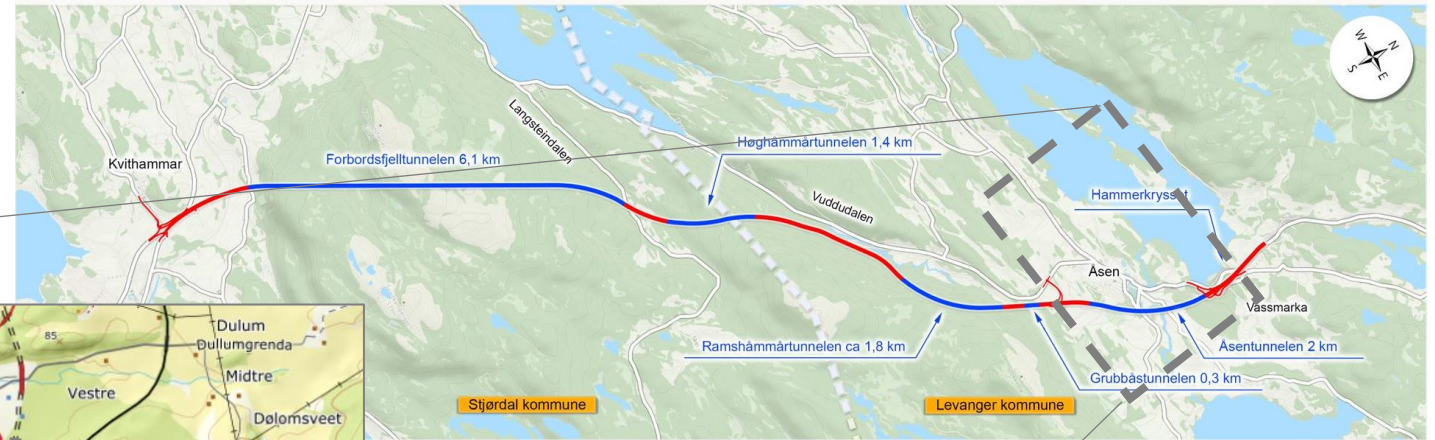 W
N
S
E
Kvithammar
Forbordsfjelltunnelen 6,1 km
Langsteindalen
Høghåmmårtunnelen 1,4 km
Vuddudalen
Hammerkrysset
Åsen
Vassmarka
Ramshåmmårtunnelen ca 1,8 km
Åsentunnelen 2 km
Grubbåstunnelen 0,3 km
Stjørdal kommune
Levanger kommune
85
Dulum
Dullumgrenda
Midtre
Vestre
Dølomsveet